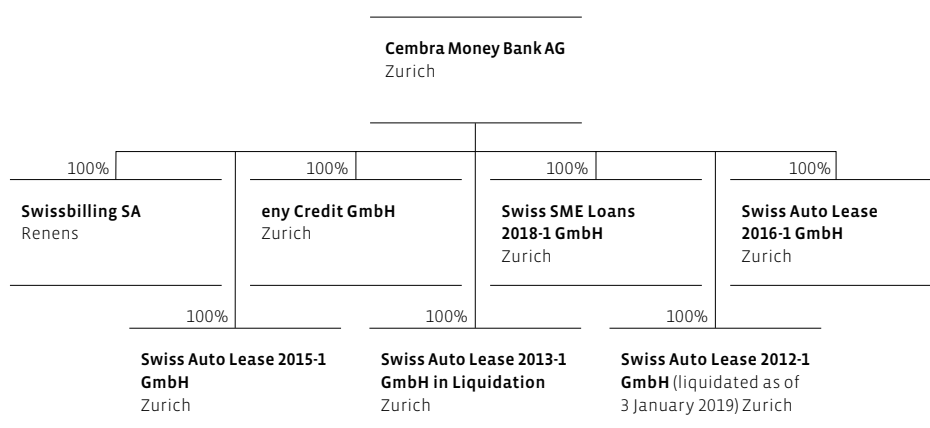 Cembra Money Bank AG
Zurich
100%
100%
100%
100%
Swissbilling SA
Renens
eny Credit GmbH
Zurich
Swiss SME Loans
2018-1 GmbH
Zurich
Swiss Auto Lease
2016-1 GmbH
Zurich
100%
100%
100%
Swiss Auto Lease 2015-1
GmbH
Zurich
Swiss Auto Lease 2013-1
GmbH in Liquidation
Zurich
Swiss Auto Lease 2012-1
GmbH (liquidated as of
3 January 2019) Zurich